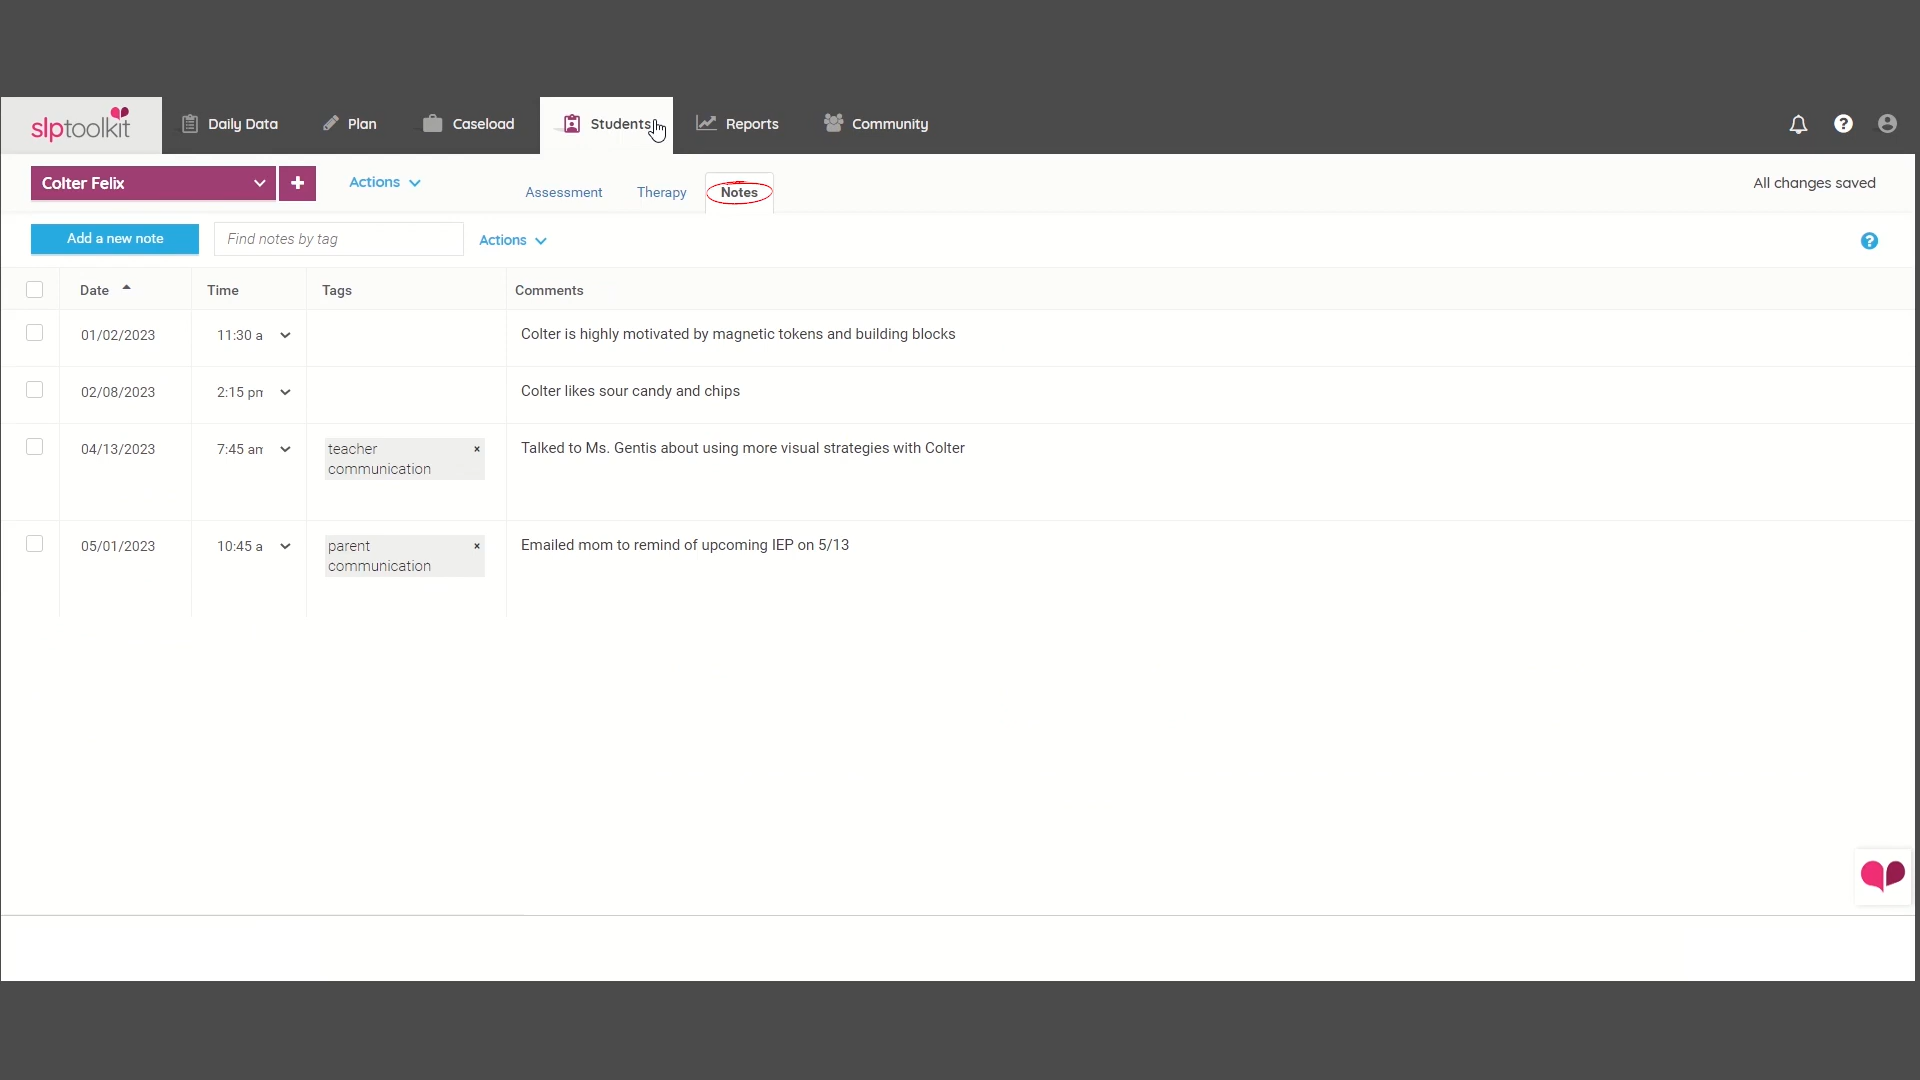 slptoolkit
Daily Data
Plan
Caseload
Students
Reports
Community
?
Colter Felix
+
Actions
Assessment
Therapy
Notes
All changes saved
Add a new note
Find notes by tag
Actions
?
Date
Time
Tags
Comments
01/02/2023
11:30 a
Colter is highly motivated by magnetic tokens and building blocks
02/08/2023
2:15 pm
Colter likes sour candy and chips
04/13/2023
7:45 am
teacher
communication
×
Talked to Ms. Gentis about using more visual strategies with Colter
05/01/2023
10:45 a
parent
communication
×
Emailed mom to remind of upcoming IEP on 5/13